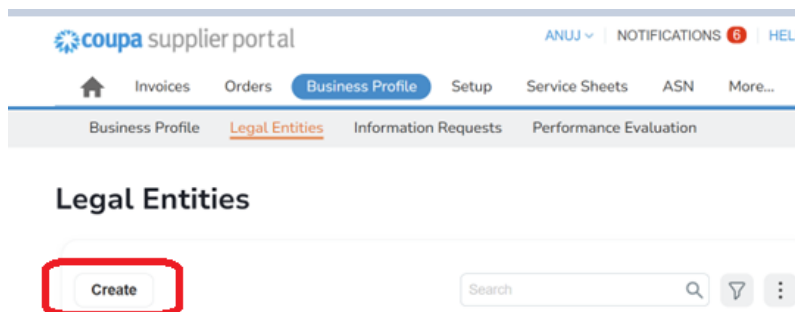 coupa supplier portal ANUJ NOTIFICATIONS 6 HEL
Invoices Orders Business Profile Setup Service Sheets ASN More...
Business Profile Legal Entities Information Requests Performance Evaluation
Legal Entities
Create Search